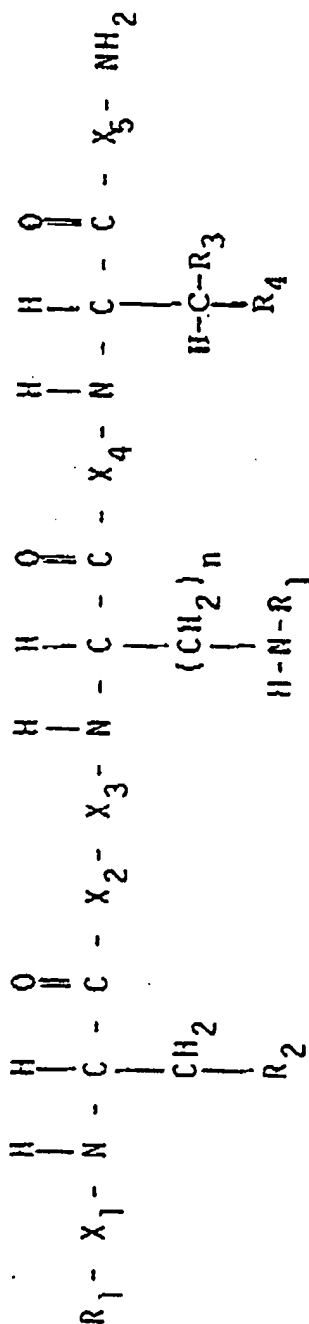 H H O H H O H H O
R1- X1- N - C - C - X2- X3- N - C - C - X4- N - C - C - X5- NH2
CH2 (CH2)n H-C-R3
R2 H-N-R1 R4